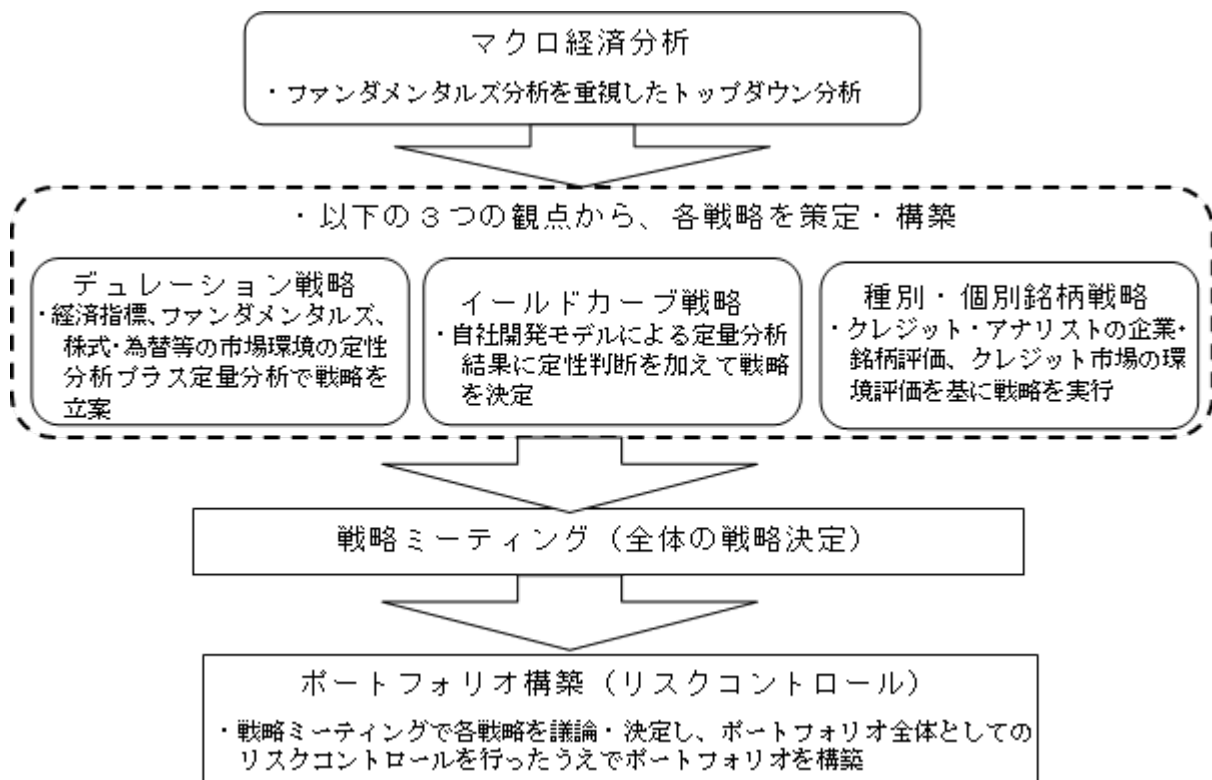 マクロ経済分析
・ファンダメンタルズ分析を重視したトップダウン分析
・以下の３つの観点から、各戦略を策定・構築
デュレーション戦略
・経済指標、ファンダメンタルズ、
株式・為替等の市場環境の定性
分析プラス定量分析で戦略を
立案
イールドカーブ戦略
・自社開発モデルによる定量分析
結果に定性判断を加えて戦略
を決定
種別・個別銘柄戦略
・クレジット・アナリストの企業・
銘柄評価、クレジット市場の環
境評価を基に戦略を実行
戦略ミーティング（全体の戦略決定）
ポートフォリオ構築（リスクコントロール）
・戦略ミーティングで各戦略を議論・決定し、ポートフォリオ全体としての
リスクコントロールを行ったうえでポートフォリオを構築